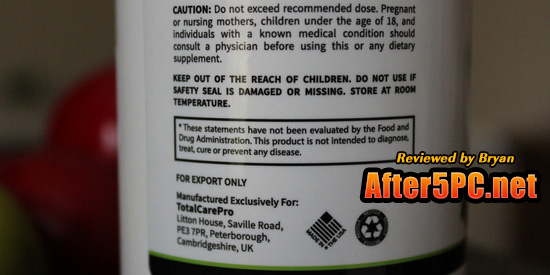 CAUTION: Do not exceed recommended dose. Pregnant
or nursing mothers, children under the age of 18, and
individuals with a known medical condition should
consult a physician before using this or any dietary
supplement.
KEEP OUT OF THE REACH OF CHILDREN. DO NOT USE IF
SAFETY SEAL IS DAMAGED OR MISSING. STORE AT ROOM
TEMPERATURE.
* These statements have not been evaluated by the Food and
Drug Administration. This product is not intended to diagnose,
treat, cure or prevent any disease.
FOR EXPORT ONLY
Manufactured Exclusively For:
TotalCarePro
Litton House, Saville Road,
PE3 7PR, Peterborough,
Cambridgeshire, UK
MADE IN
THE USA
Reviewed by Bryan
After5PC.net